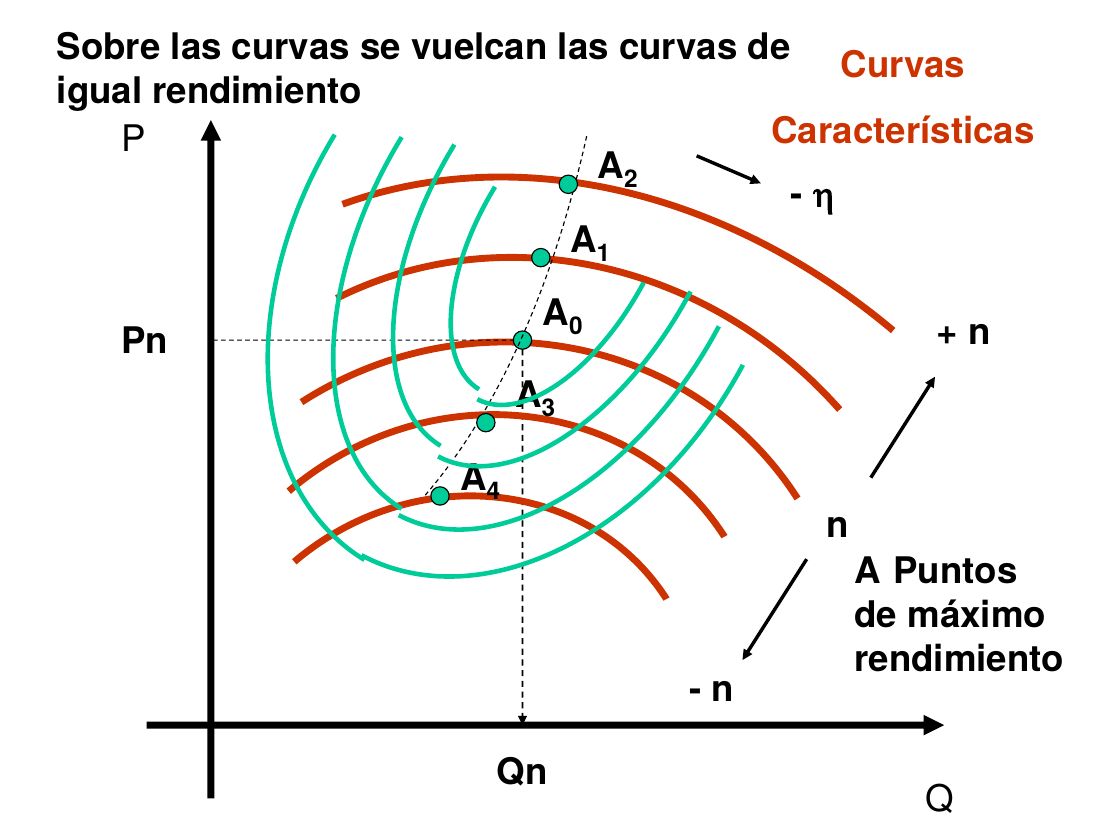 Sobre las curvas se vuelcan las curvas de
igual rendimiento
Curvas
Características
P
A2
- η
A1
A0
Pn
+ n
A3
A4
n
A Puntos
de máximo
rendimiento
- n
Qn
Q